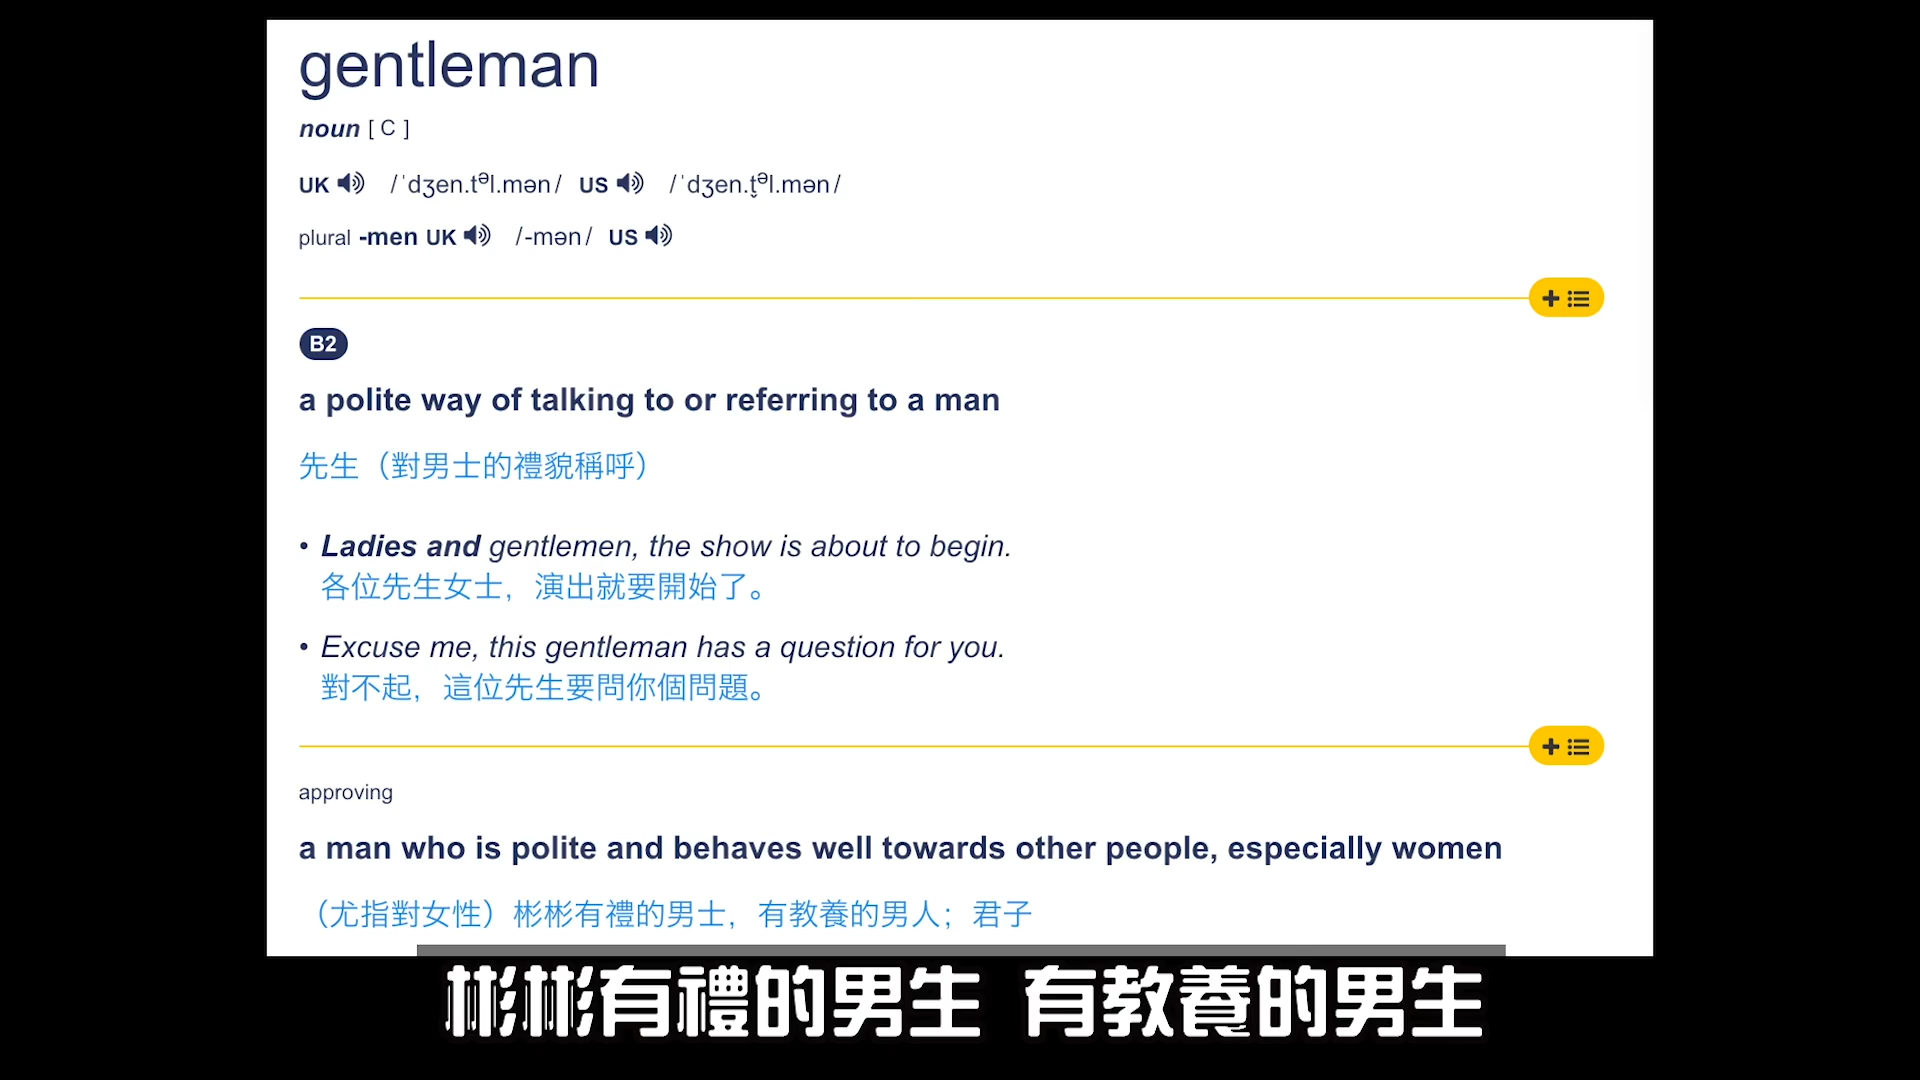 gentleman
noun [ C ]
UK /ˈdʒen.tᵊl.mən/ US /ˈdʒen.t̬ᵊl.mən/
plural -men UK /-mən/ US
B2
a polite way of talking to or referring to a man
先生（對男士的禮貌稱呼）
• Ladies and gentlemen, the show is about to begin.
各位先生女士，演出就要開始了。
• Excuse me, this gentleman has a question for you.
對不起，這位先生要問你個問題。
approving
a man who is polite and behaves well towards other people, especially women
（尤指對女性）彬彬有禮的男士，有教養的男人；君子
彬彬有禮的男生 有教養的男生